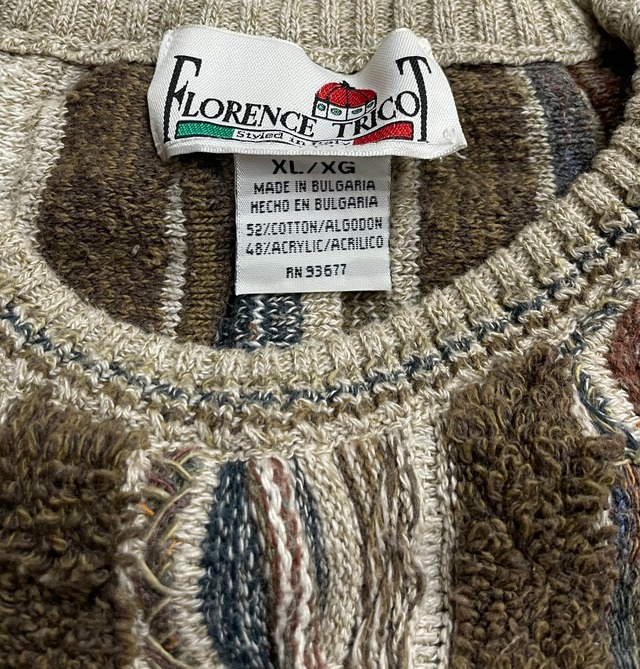 FLORENCE TRICOT
Styled in Italy
XL/XG
MADE IN BULGARIA
HECHO EN BULGARIA
52%COTTON/ALGODON
48%ACRYLIC/ACRILICO
RN 93677